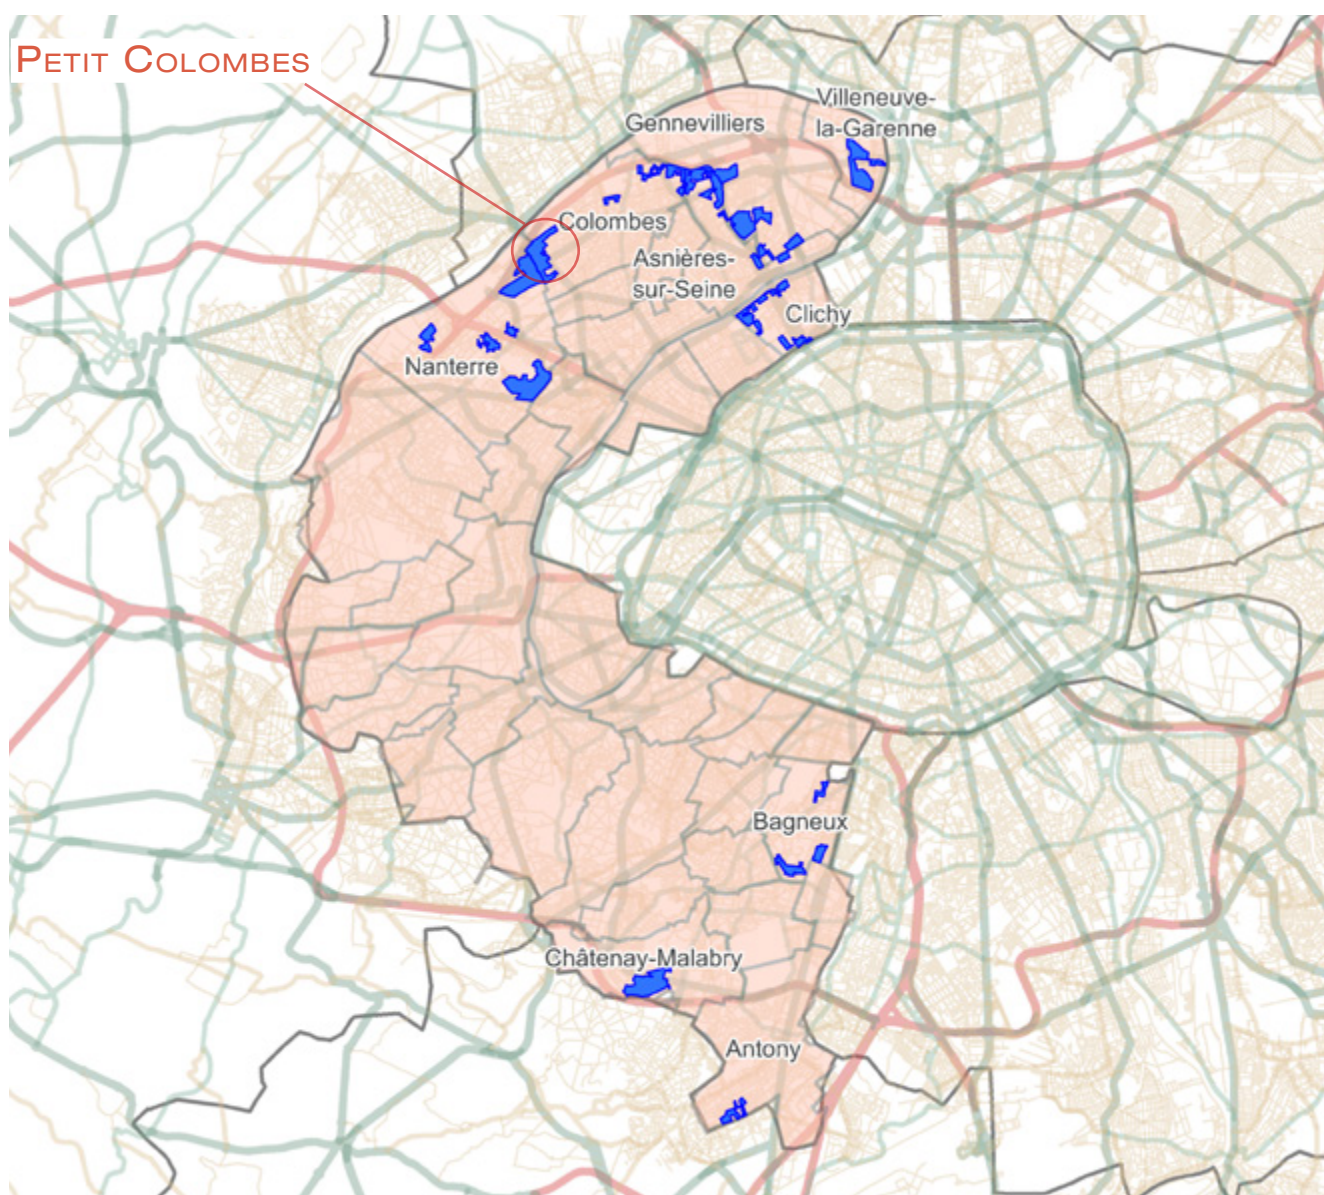 PETIT COLOMBES
Villeneuve-
la-Garenne
Gennevilliers
Colombes
Asnières-
sur-Seine
Clichy
Nanterre
Bagneux
Châtenay-Malabry
Antony